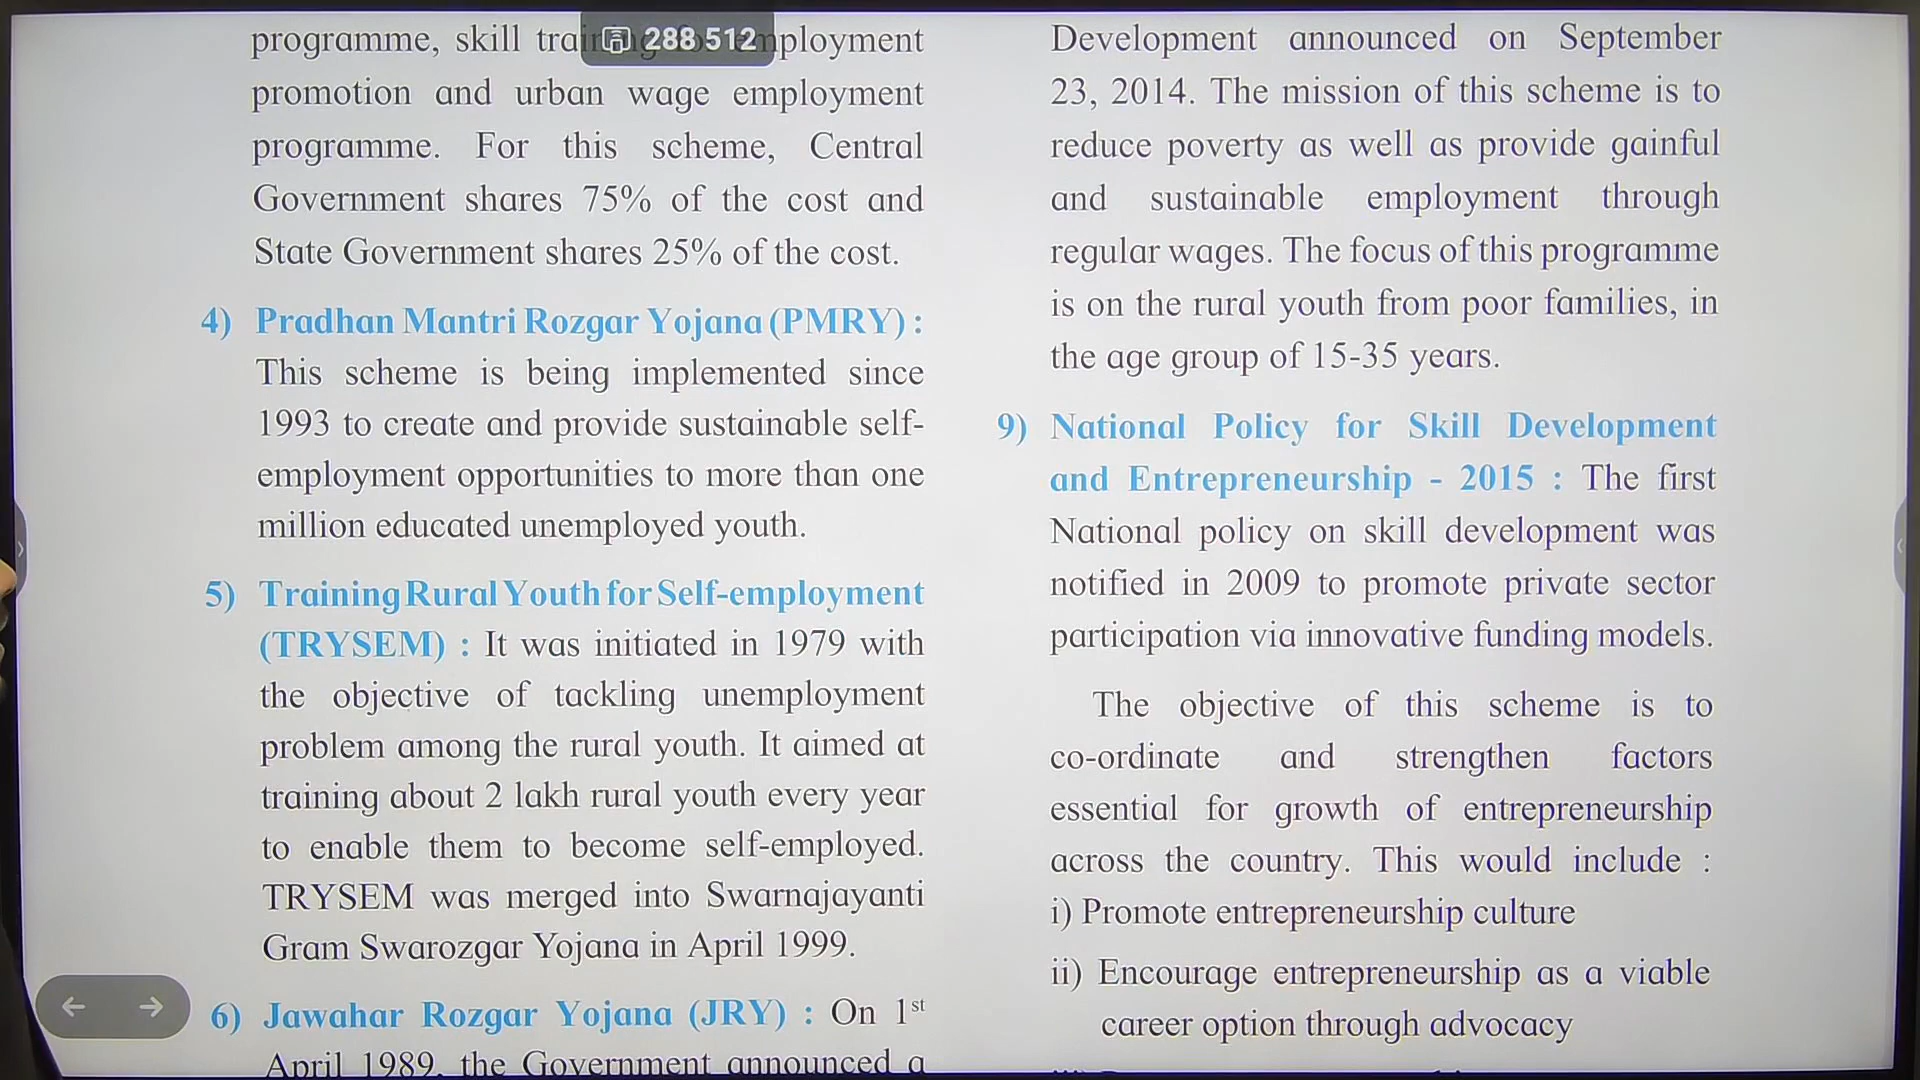 288 512
programme, skill employment
promotion and urban wage employment
programme. For this scheme, Central
Government shares 75% of the cost and
State Government shares 25% of the cost.
4) Pradhan Mantri Rozgar Yojana (PMRY) :
This scheme is being implemented since
1993 to create and provide sustainable self-
employment opportunities to more than one
million educated unemployed youth.
5) Training Rural Youth for Self-employment
(TRYSEM) : It was initiated in 1979 with
the objective of tackling unemployment
problem among the rural youth. It aimed at
training about 2 lakh rural youth every year
to enable them to become self-employed.
TRYSEM was merged into Swarnajayanti
Gram Swarozgar Yojana in April 1999.
6) Jawahar Rozgar Yojana (JRY) : On 1st
April 1989, the Government announced a
Development announced on September
23, 2014. The mission of this scheme is to
reduce poverty as well as provide gainful
and sustainable employment through
regular wages. The focus of this programme
is on the rural youth from poor families, in
the age group of 15-35 years.
9) National Policy for Skill Development
and Entrepreneurship - 2015 : The first
National policy on skill development was
notified in 2009 to promote private sector
participation via innovative funding models.
The objective of this scheme is to
co-ordinate and strengthen factors
essential for growth of entrepreneurship
across the country. This would include :
i) Promote entrepreneurship culture
ii) Encourage entrepreneurship as a viable
career option through advocacy